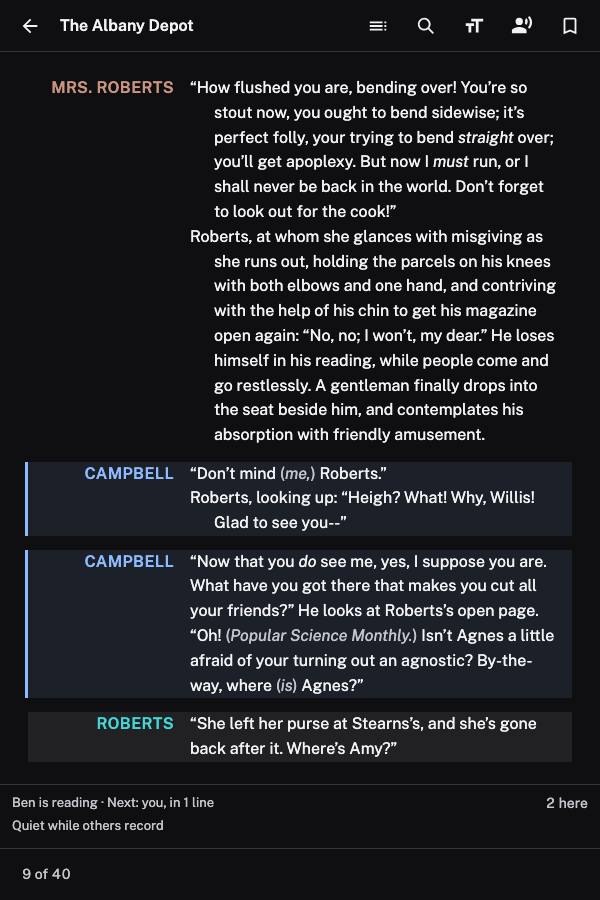 The Albany Depot
MRS. ROBERTS “How flushed you are, bending over! You’re so
stout now, you ought to bend sidewise; it’s
perfect folly, your trying to bend straight over;
you’ll get apoplexy. But now I must run, or I
shall never be back in the world. Don’t forget
to look out for the cook!”
Roberts, at whom she glances with misgiving as
she runs out, holding the parcels on his knees
with both elbows and one hand, and contriving
with the help of his chin to get his magazine
open again: “No, no; I won’t, my dear.” He loses
himself in his reading, while people come and
go restlessly. A gentleman finally drops into
the seat beside him, and contemplates his
absorption with friendly amusement.
CAMPBELL “Don’t mind (me,) Roberts.”
Roberts, looking up: “Heigh? What! Why, Willis!
Glad to see you--”
CAMPBELL “Now that you do see me, yes, I suppose you are.
What have you got there that makes you cut all
your friends?” He looks at Roberts’s open page.
“Oh! (Popular Science Monthly.) Isn’t Agnes a little
afraid of your turning out an agnostic? By-the-
way, where (is) Agnes?”
ROBERTS “She left her purse at Stearns’s, and she’s gone
back after it. Where’s Amy?”
Ben is reading · Next: you, in 1 line 2 here
Quiet while others record
9 of 40